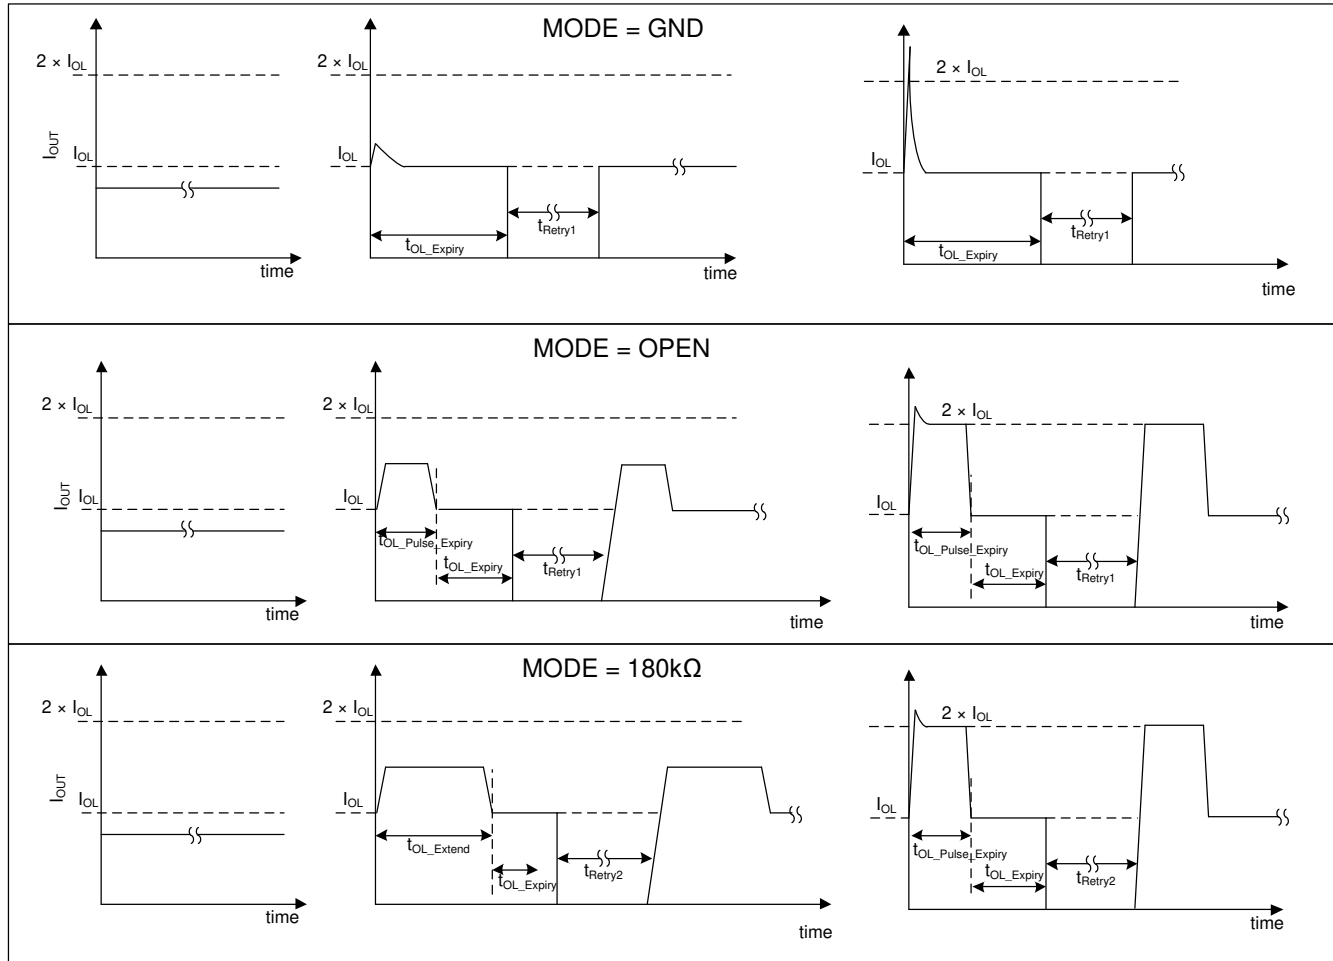 MODE = GND
2 × IOL
IOUT
IOL
time
2 × IOL
IOL
tOL_Expiry
tRetry1
time
2 × IOL
IOL
tOL_Expiry
tRetry1
time
MODE = OPEN
2 × IOL
IOUT
IOL
time
2 × IOL
IOL
tOL_Pulse_Expiry
tOL_Expiry
tRetry1
time
2 × IOL
IOL
tOL_Pulse_Expiry
tOL_Expiry
tRetry1
time
MODE = 180kΩ
2 × IOL
IOUT
IOL
time
2 × IOL
IOL
tOL_Extend
tOL_Expiry
tRetry2
time
2 × IOL
IOL
tOL_Pulse_Expiry
tOL_Expiry
tRetry2
time